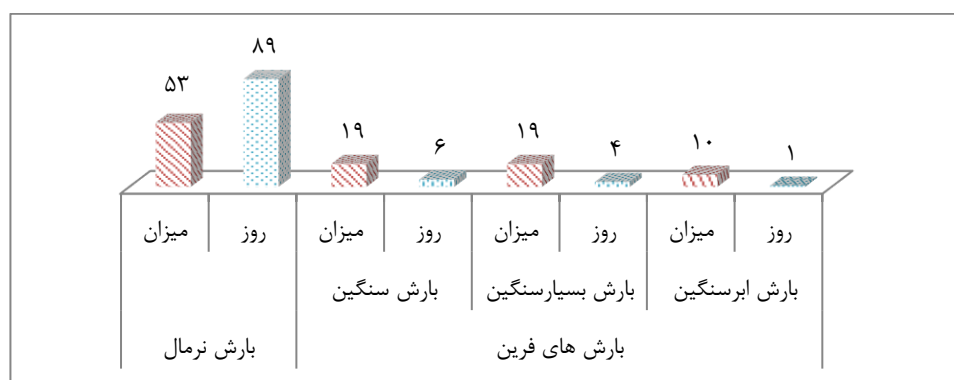 ۵۳ ۸۹ ۱۹ ۶ ۱۹ ۴ ۱۰ ۱
میزان روز میزان روز میزان روز میزان روز
بارش سنگین بارش بسیارسنگین بارش ابرسنگین
بارش نرمال بارش های فرین